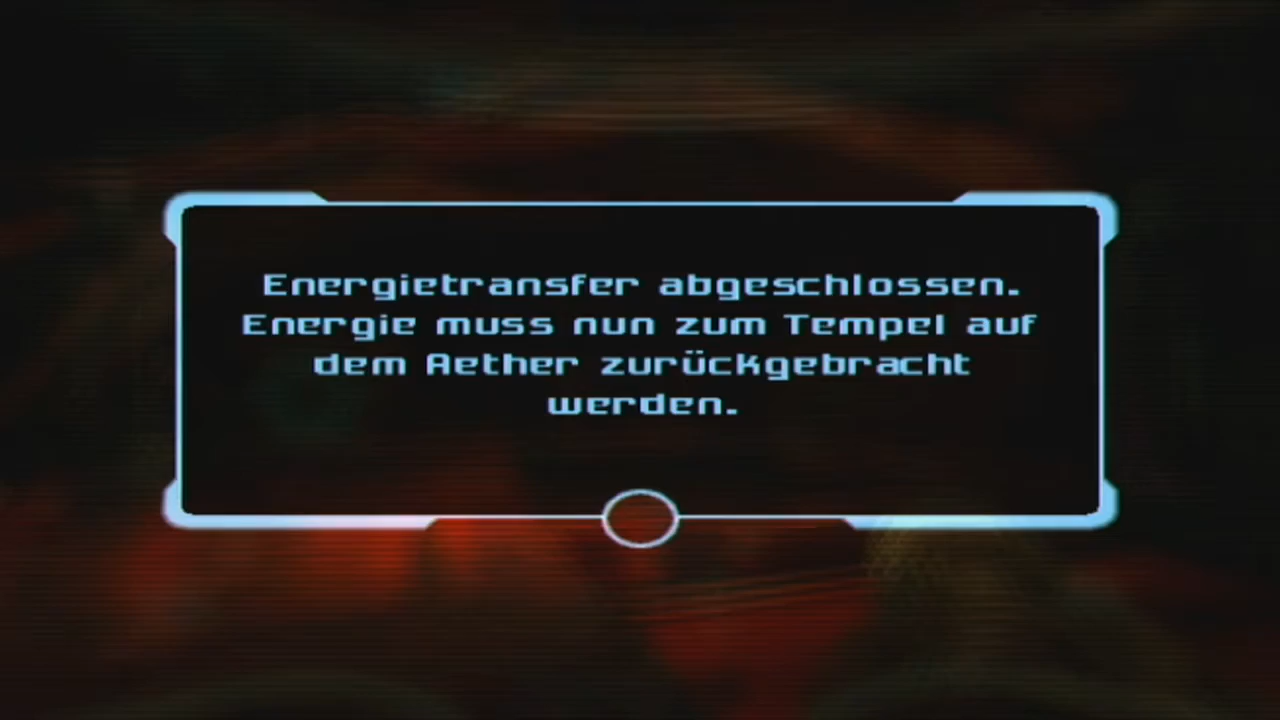 Energietransfer abgeschlossen.
Energie muss nun zum Tempel auf
dem Aether zurückgebracht
werden.